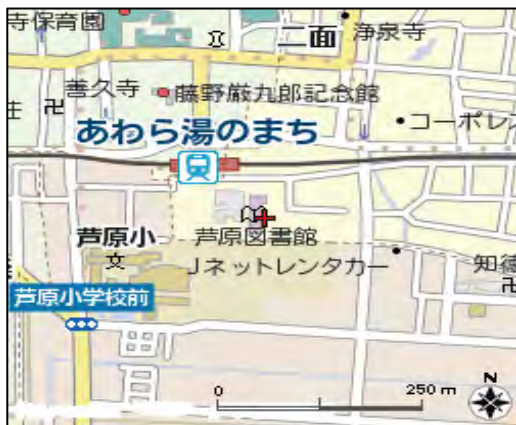 寺保育園
二面
浄泉寺
善久寺
藤野厳九郎記念館
荘
コーポレス
あわら湯のまち
芦原小
芦原図書館
Jネットレンタカー
知徳
芦原小学校前
0
250 m
N